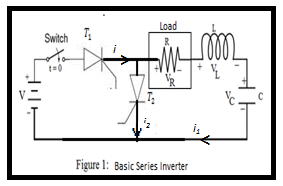 Load
Switch
T1
i
R
L
t=0
+
-
VR
+
-
VL
V
+
-
T2
VC
+
-
C
i2
i1
Figure 1: Basic Series Inverter